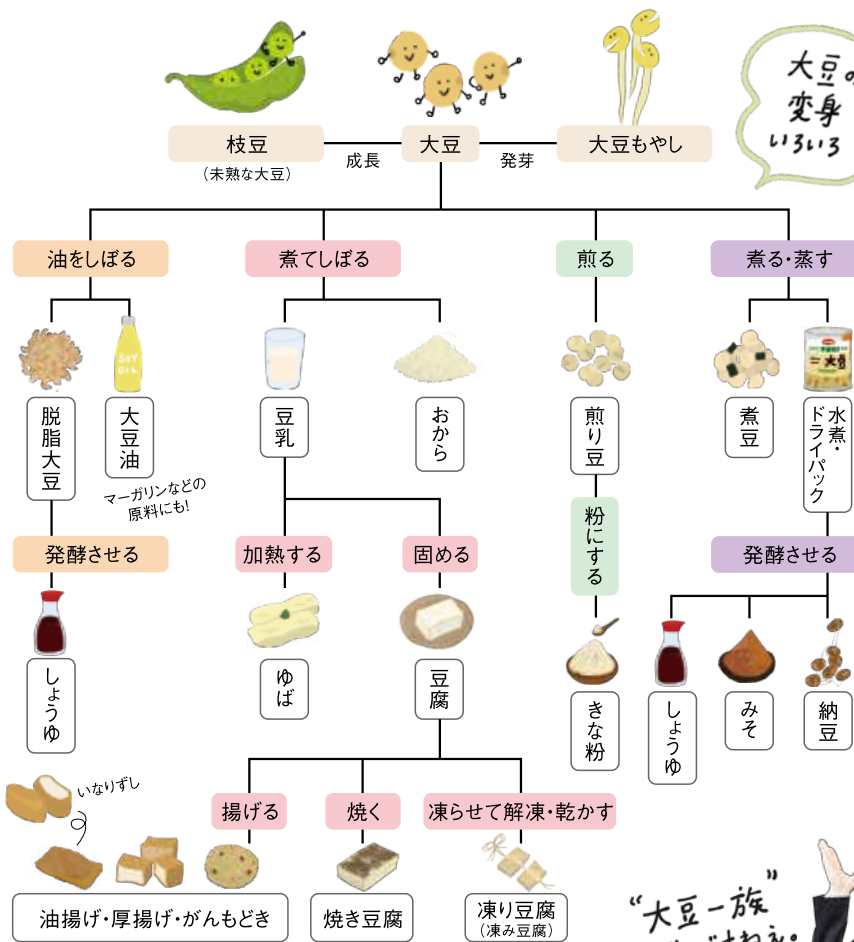 大豆の
変身
いろいろ
枝豆
(未熟な大豆)
成長
大豆
発芽
大豆もやし
油をしぼる
煮てしぼる
煎る
煮る・蒸す
SOY
OIL
大豆
脱脂大豆
大豆油
豆乳
おから
煎り豆
煮豆
水煮・
ドライパック
マーガリンなどの
原料にも!
発酵させる
加熱する
固める
粉にする
発酵させる
しょうゆ
ゆば
豆腐
きな粉
しょうゆ
みそ
納豆
いなりずし
揚げる
焼く
凍らせて解凍・乾かす
油揚げ・厚揚げ・がんもどき
焼き豆腐
凍り豆腐
(凍み豆腐)
“大豆一族”